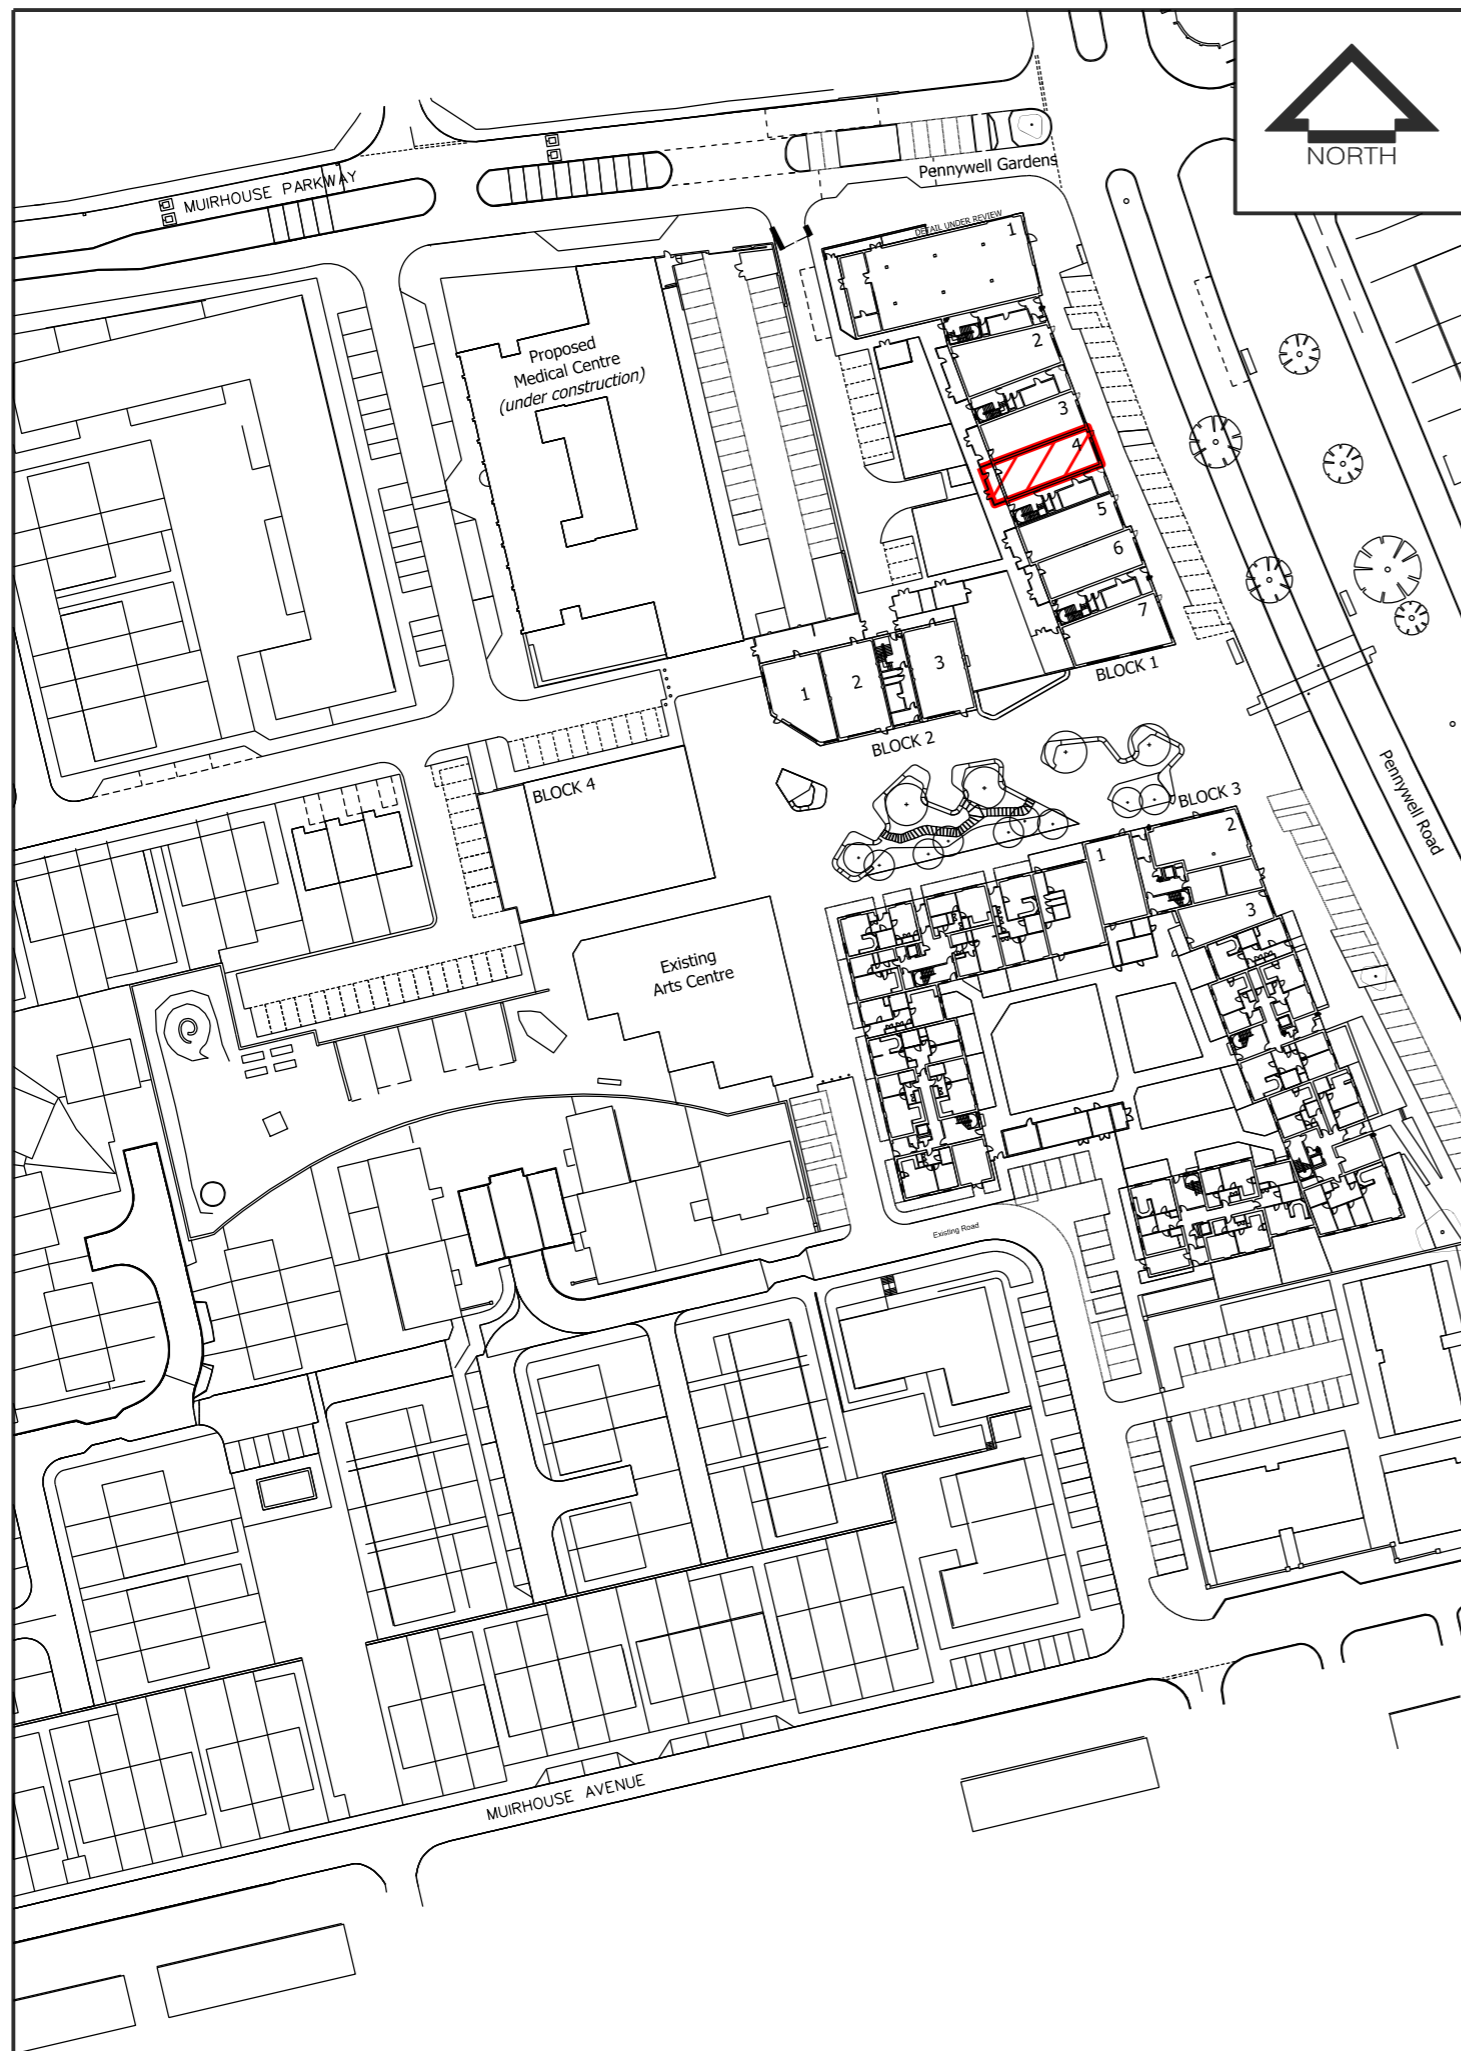 NORTH
MUIRHOUSE PARKWAY
Pennywell Gardens
DETAIL UNDER REVIEW
1
2
3
4
5
6
7
BLOCK 1
Proposed
Medical Centre
(under construction)
1
2
3
BLOCK 2
BLOCK 4
Pennywell Road
BLOCK 3
2
1
3
Existing
Arts Centre
Existing Road
MUIRHOUSE AVENUE